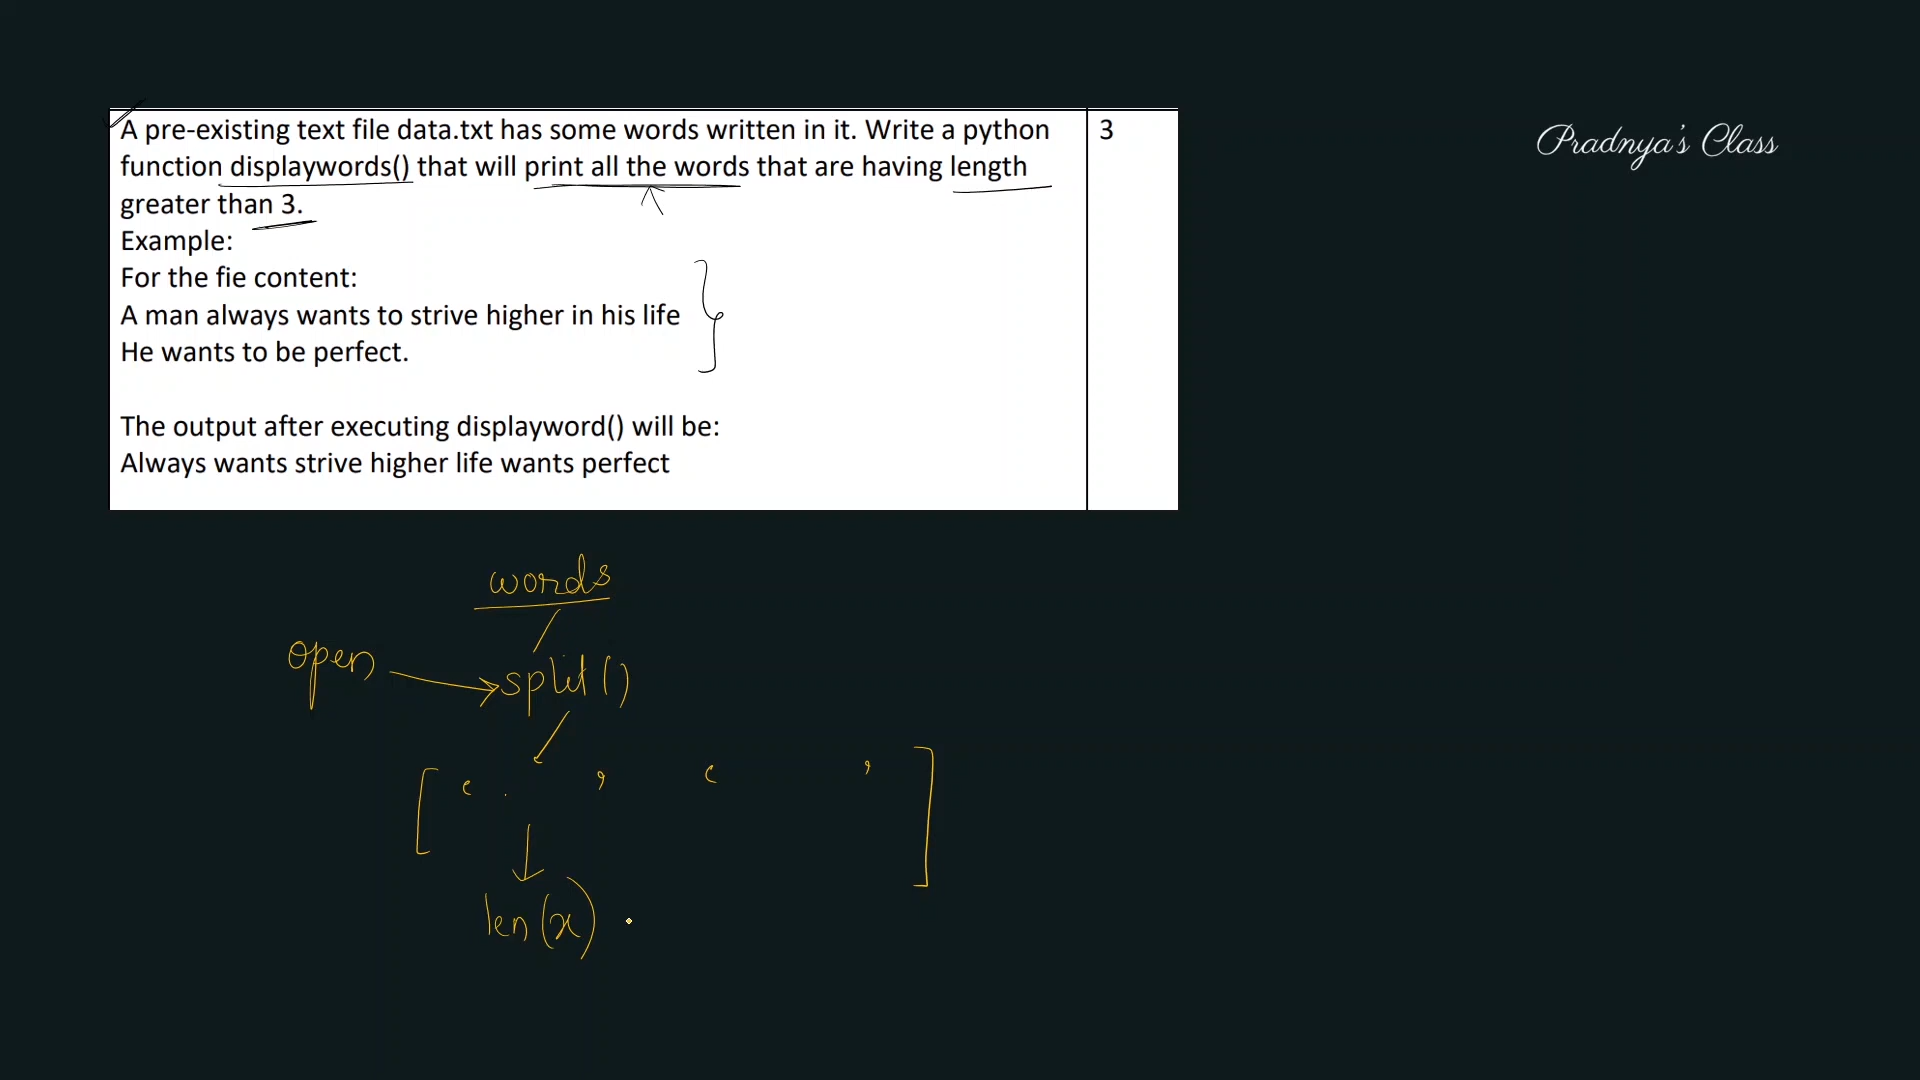 Pradnya's Class
A pre-existing text file data.txt has some words written in it. Write a python
3
function displaywords() that will print all the words that are having length
greater than 3.
Example:
For the fie content:
A man always wants to strive higher in his life
He wants to be perfect.
The output after executing displayword() will be:
Always wants strive higher life wants perfect
words
open
split()
[ ‘ ’ ‘ ’ ]
len(x)